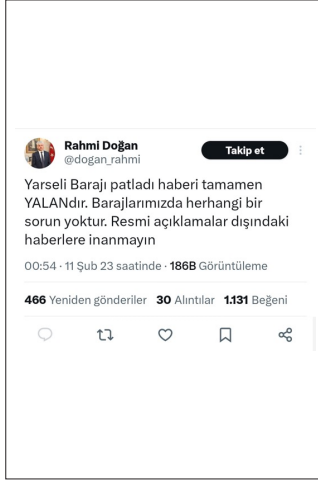 Rahmi Doğan
@dogan_rahmi
Takip et
Yarseli Barajı patladı haberi tamamen
YALANdır. Barajlarımızda herhangi bir
sorun yoktur. Resmi açıklamalar dışındaki
haberlere inanmayın
00:54 · 11 Şub 23 saatinde · 186B Görüntüleme
466 Yeniden gönderiler 30 Alıntılar 1.131 Beğeni